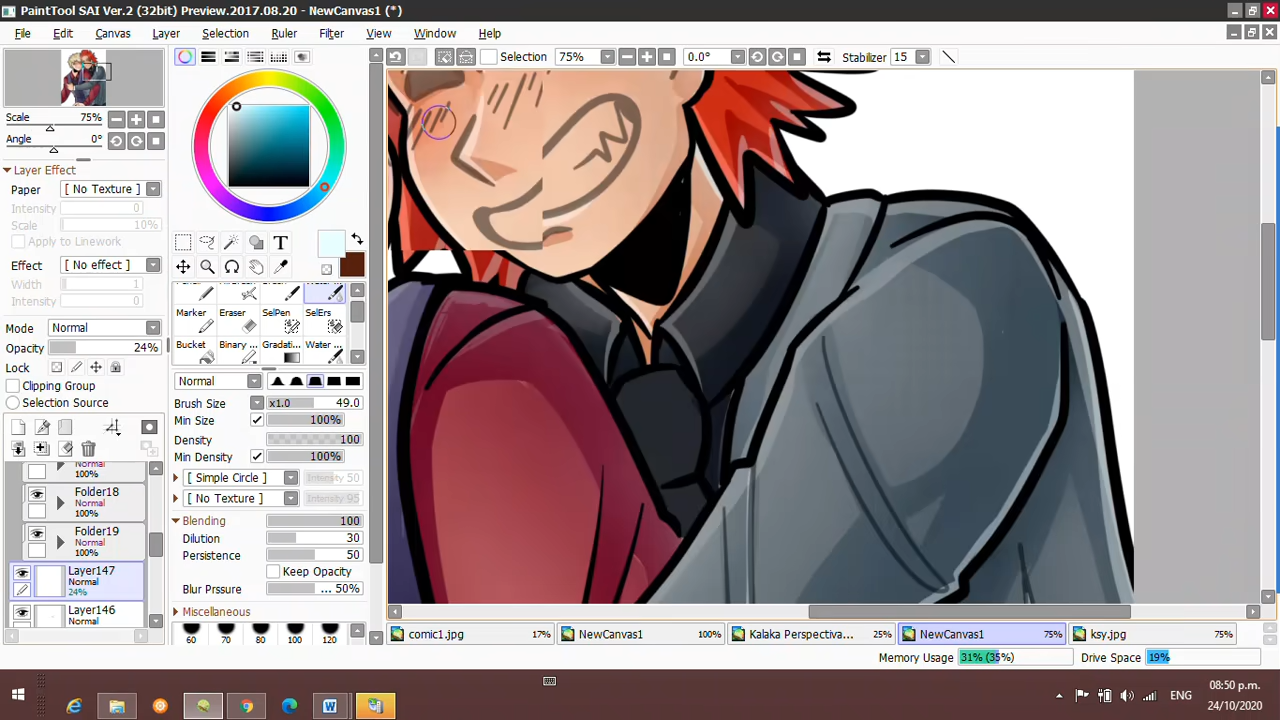 PaintTool SAI Ver.2 (32bit) Preview.2017.08.20 - NewCanvas1 (*)
File Edit Canvas Layer Selection Ruler Filter View Window Help
Selection 75% 0.0° Stabilizer 15
Scale 75%
Angle 0°
Layer Effect
Paper [ No Texture ]
Intensity 0
Scale 10%
Apply to Linework
Effect [ No effect ]
Width 1
Intensity 0
Mode Normal
Opacity 24%
Lock
Clipping Group
Selection Source
Normal
100%
Folder18
Normal
100%
Folder19
Normal
100%
Layer147
Normal
24%
Layer146
Normal
T
Marker Eraser SelPen SelErs
Bucket Binary ... Gradati... Water ...
Normal
Brush Size x1.0 49.0
Min Size 100%
Density 100
Min Density 100%
[ Simple Circle ] Intensity 50
[ No Texture ] Intensity 95
Blending 100
Dilution 30
Persistence 50
Keep Opacity
Blur Prssure ... 50%
Miscellaneous
60 70 80 100 120
comic1.jpg 17% NewCanvas1 100% Kalaka Perspectiva... 25% NewCanvas1 75% ksy.jpg 75%
Memory Usage 31% (35%) Drive Space 19%
ENG
08:50 p.m.
24/10/2020